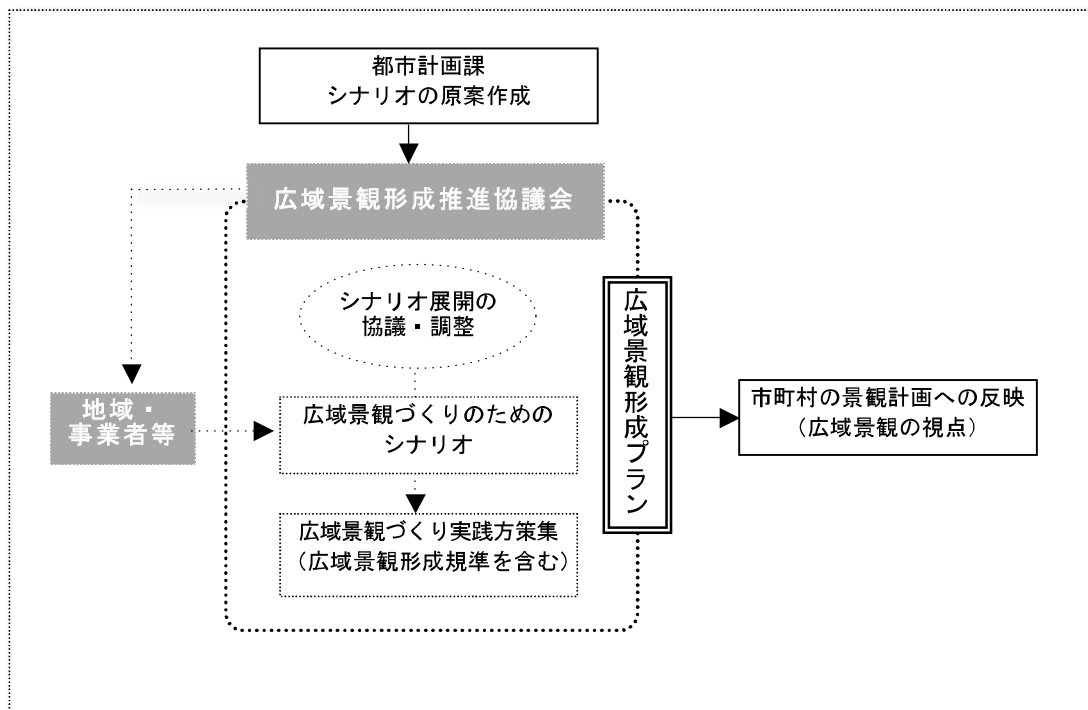 都市計画課
シナリオの原案作成
広域景観形成推進協議会
シナリオ展開の
協議・調整
地域・
事業者等
広域景観づくりのための
シナリオ
広域景観づくり実践方策集
（広域景観形成規準を含む）
広域景観形成プラン
市町村の景観計画への反映
（広域景観の視点）